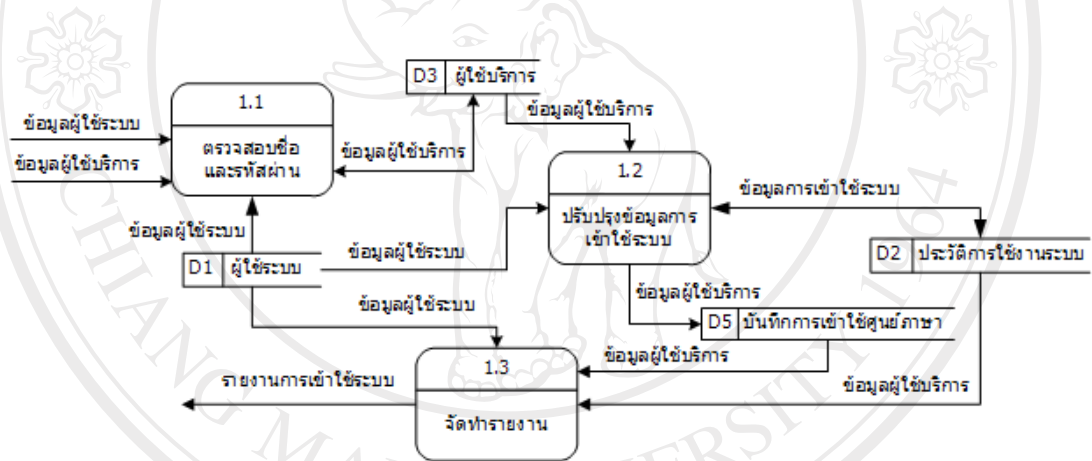 D3 ผู้ใช้บริการ
1.1
ข้อมูลผู้ใช้ระบบ
ข้อมูลผู้ใช้บริการ
ตรวจสอบชื่อ
และรหัสผ่าน
ข้อมูลผู้ใช้บริการ
ข้อมูลผู้ใช้บริการ
1.2
ปรับปรุงข้อมูลการ
เข้าใช้ระบบ
ข้อมูลการเข้าใช้ระบบ
ข้อมูลผู้ใช้ระบบ
D1 ผู้ใช้ระบบ
ข้อมูลผู้ใช้ระบบ
D2 ประวัติการใช้งานระบบ
ข้อมูลผู้ใช้ระบบ
ข้อมูลผู้ใช้บริการ
D5 บันทึกการเข้าใช้ศูนย์ภาษา
1.3
จัดทำรายงาน
ข้อมูลผู้ใช้บริการ
ข้อมูลผู้ใช้บริการ
รายงานการเข้าใช้ระบบ
CHIANG MAI UNIVERSITY 1964